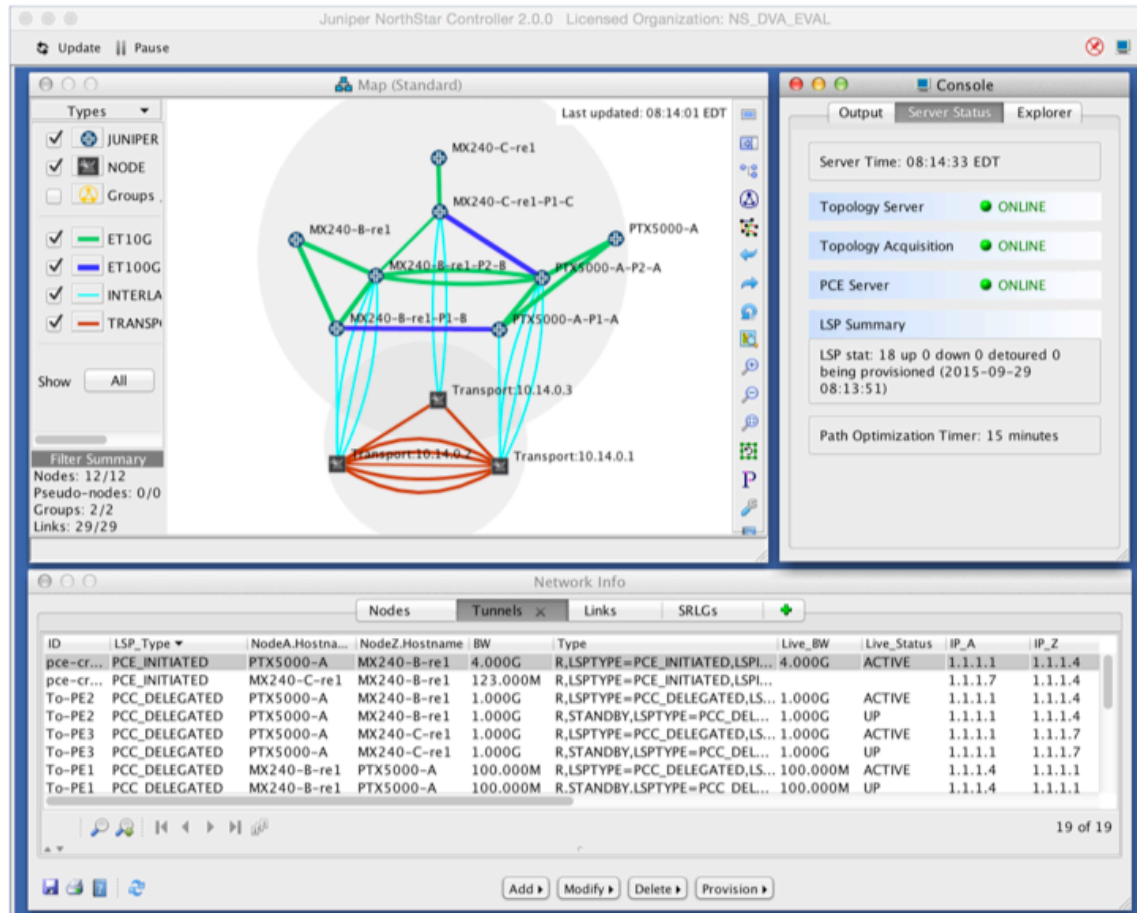 Juniper NorthStar Controller 2.0.0 Licensed Organization: NS_DVA_EVAL
Update Pause
Map (Standard)
Types
JUNIPER
NODE
Groups
ET10G
ET100G
INTERLA
TRANSP
Show All
Filter Summary
Nodes: 12/12
Pseudo-nodes: 0/0
Groups: 2/2
Links: 29/29
Last updated: 08:14:01 EDT
MX240-C-re1
MX240-C-re1-P1-C
MX240-B-re1
PTX5000-A
MX240-B-re1-P2-B
PTX5000-A-P2-A
MX240-B-re1-P1-B
PTX5000-A-P1-A
Transport:10.14.0.3
Transport:10.14.0.2
Transport:10.14.0.1
P
Console
Output Server Status Explorer
Server Time: 08:14:33 EDT
Topology Server ONLINE
Topology Acquisition ONLINE
PCE Server ONLINE
LSP Summary
LSP stat: 18 up 0 down 0 detoured 0
being provisioned (2015-09-29
08:13:51)
Path Optimization Timer: 15 minutes
Network Info
Nodes Tunnels Links SRLGs
ID LSP_Type NodeA.Hostna... NodeZ.Hostname BW Type Live_BW Live_Status IP_A IP_Z
pce-cr... PCE_INITIATED PTX5000-A MX240-B-re1 4.000G R,LSPTYPE=PCE_INITIATED,LSPI... 4.000G ACTIVE 1.1.1.1 1.1.1.4
pce-cr... PCE_INITIATED MX240-C-re1 MX240-B-re1 123.000M R,LSPTYPE=PCE_INITIATED,LSPI... 1.1.1.7 1.1.1.4
To-PE2 PCC_DELEGATED PTX5000-A MX240-B-re1 1.000G R,LSPTYPE=PCC_DELEGATED,LS... 1.000G ACTIVE 1.1.1.1 1.1.1.4
To-PE2 PCC_DELEGATED PTX5000-A MX240-B-re1 1.000G R,STANDBY,LSPTYPE=PCC_DEL... 1.000G UP 1.1.1.1 1.1.1.4
To-PE3 PCC_DELEGATED PTX5000-A MX240-C-re1 1.000G R,LSPTYPE=PCC_DELEGATED,LS... 1.000G ACTIVE 1.1.1.1 1.1.1.7
To-PE3 PCC_DELEGATED PTX5000-A MX240-C-re1 1.000G R,STANDBY,LSPTYPE=PCC_DEL... 1.000G UP 1.1.1.1 1.1.1.7
To-PE1 PCC_DELEGATED MX240-B-re1 PTX5000-A 100.000M R,LSPTYPE=PCC_DELEGATED,LS... 100.000M ACTIVE 1.1.1.4 1.1.1.1
To-PE1 PCC_DELEGATED MX240-B-re1 PTX5000-A 100.000M R,STANDBY,LSPTYPE=PCC_DEL... 100.000M UP 1.1.1.4 1.1.1.1
19 of 19
Add Modify Delete Provision